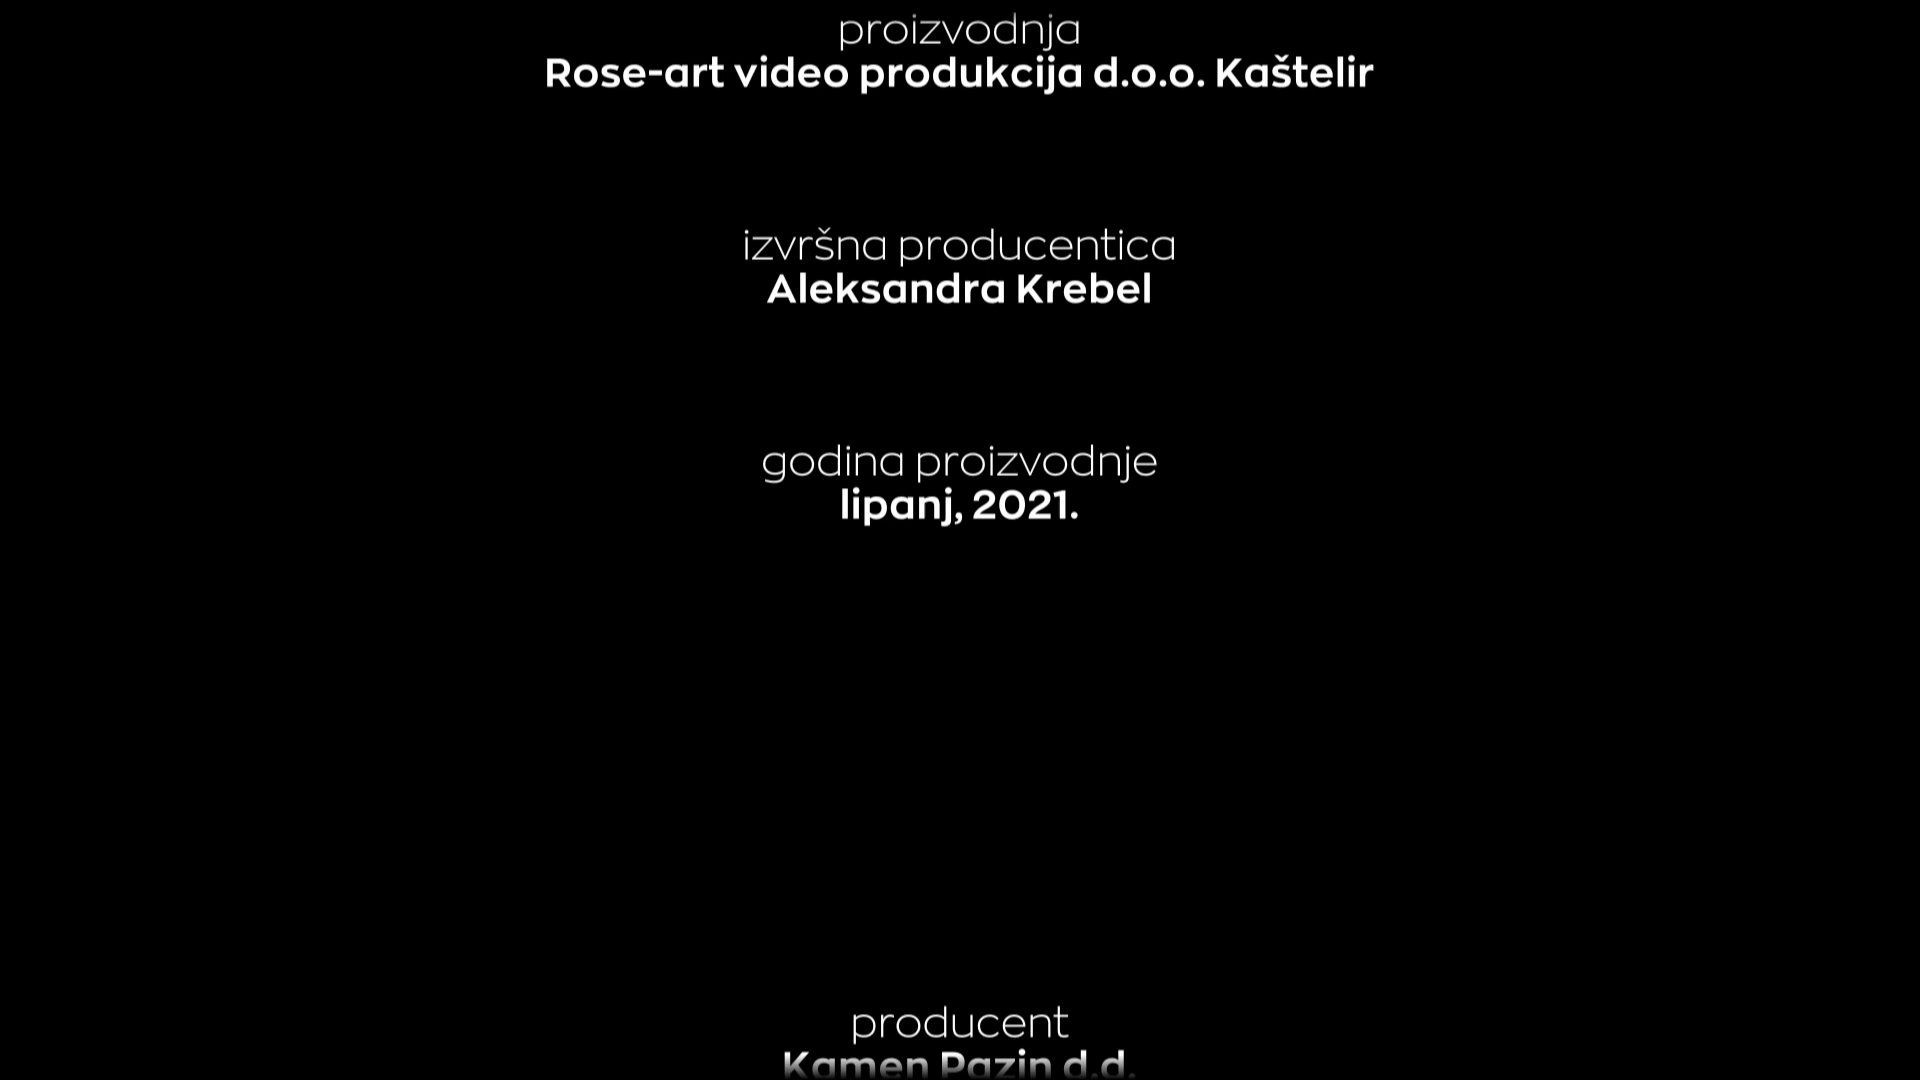 proizvodnja
Rose-art video produkcija d.o.o. Kaštelir
izvršna producentica
Aleksandra Krebel
godina proizvodnje
lipanj, 2021.
producent
Kamen Pazin d.d.